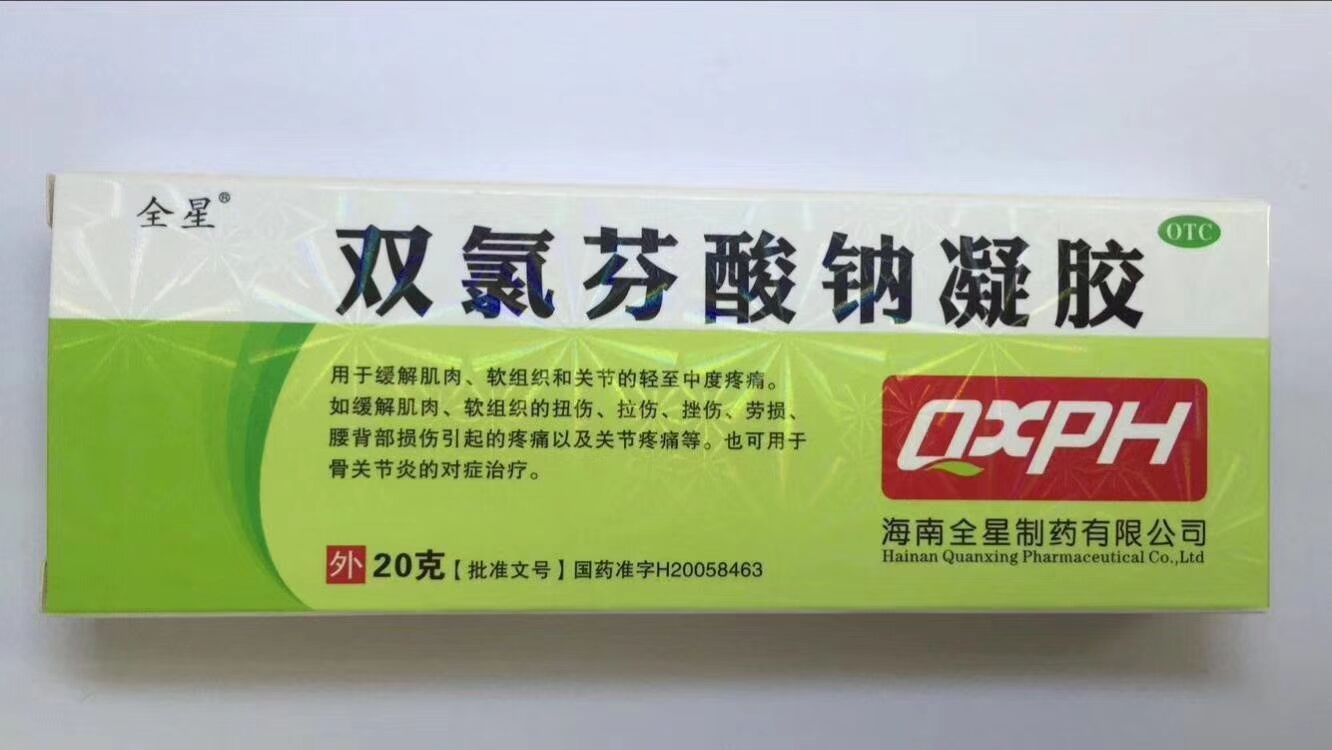 全星®
双氯芬酸钠凝胶
OTC
用于缓解肌肉、软组织和关节的轻至中度疼痛。
如缓解肌肉、软组织的扭伤、拉伤、挫伤、劳损、
腰背部损伤引起的疼痛以及关节疼痛等。也可用于
骨关节炎的对症治疗。
外 20克【批准文号】国药准字H20058463
QXPH
海南全星制药有限公司
Hainan Quanxing Pharmaceutical Co.,Ltd